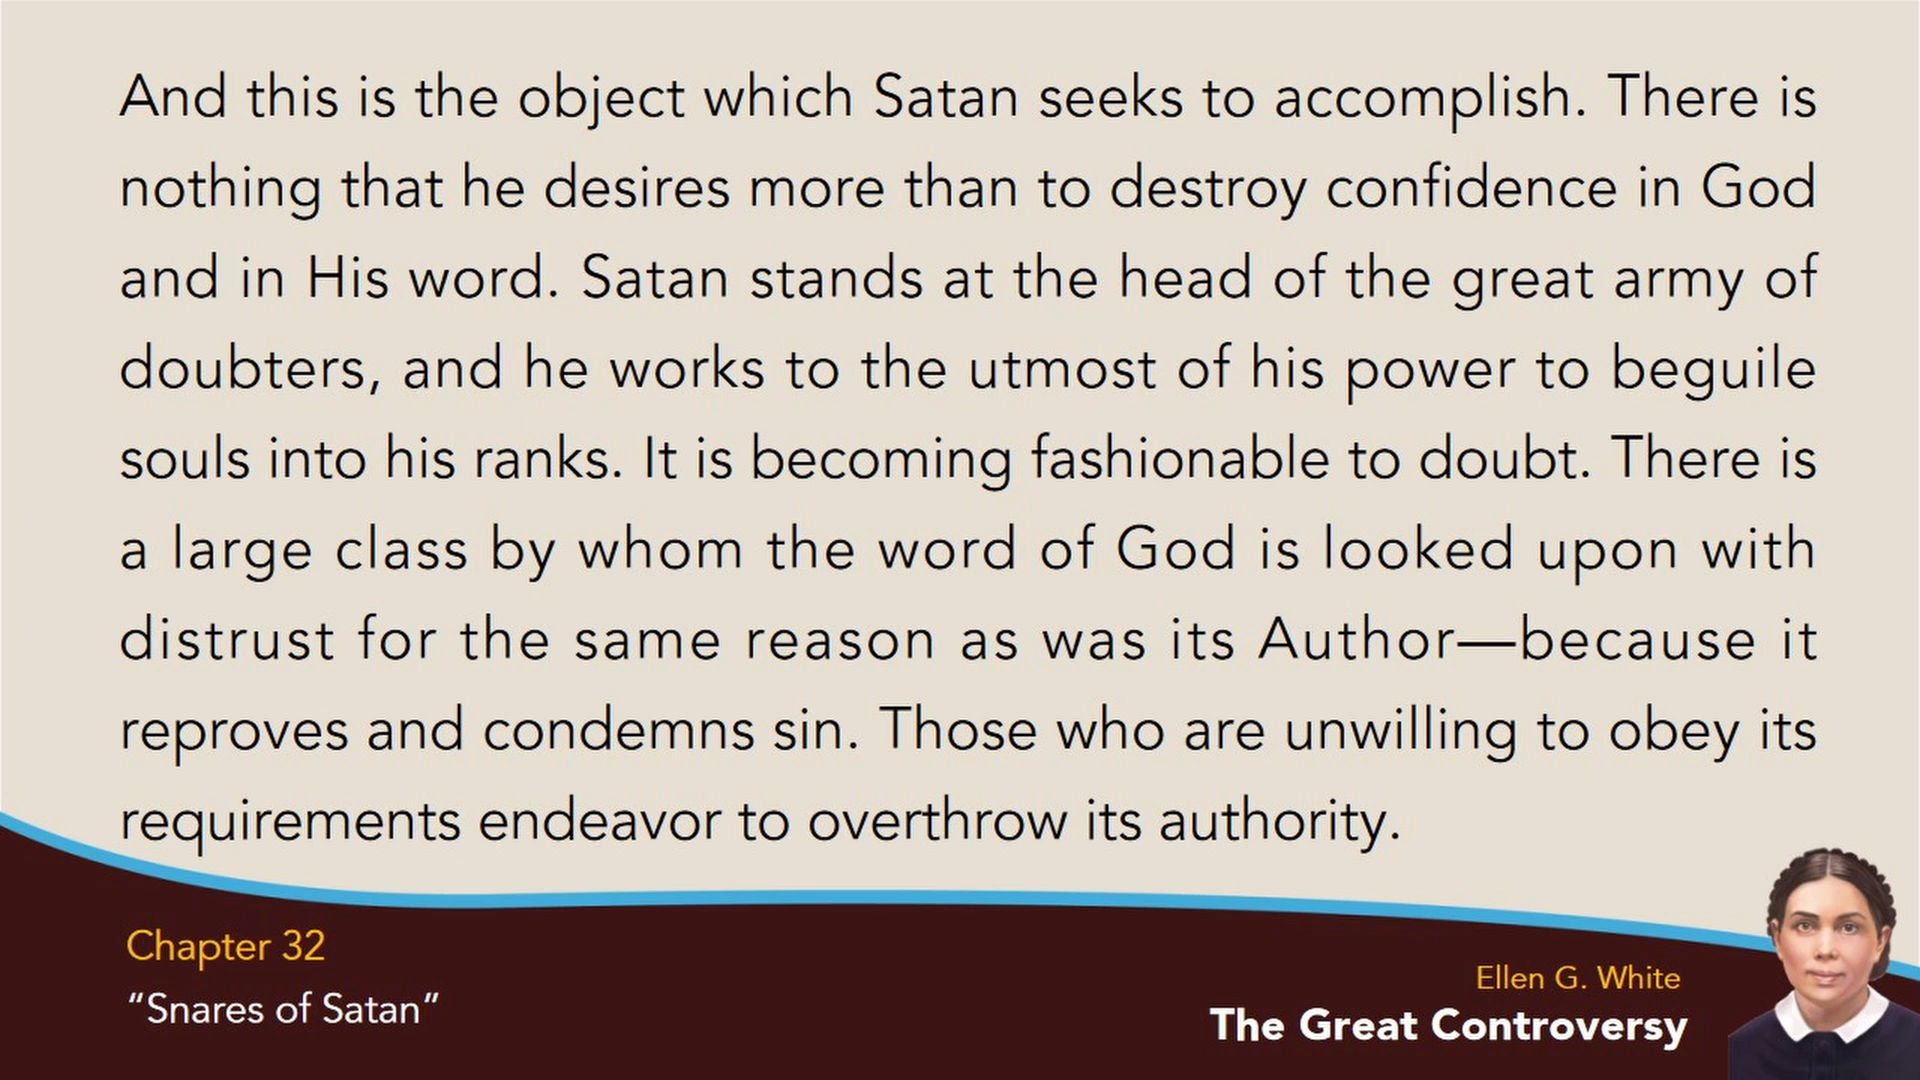 And this is the object which Satan seeks to accomplish. There is
nothing that he desires more than to destroy confidence in God
and in His word. Satan stands at the head of the great army of
doubters, and he works to the utmost of his power to beguile
souls into his ranks. It is becoming fashionable to doubt. There is
a large class by whom the word of God is looked upon with
distrust for the same reason as was its Author—because it
reproves and condemns sin. Those who are unwilling to obey its
requirements endeavor to overthrow its authority.
Chapter 32
“Snares of Satan”
Ellen G. White
The Great Controversy